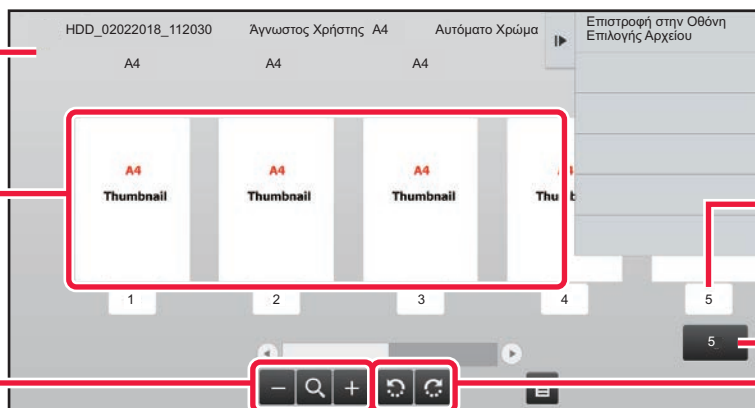 HDD_02022018_112030 Άγνωστος Χρήστης A4 Αυτόματο Χρώμα
Επιστροφή στην Οθόνη
Επιλογής Αρχείου
A4 A4 A4
A4 A4 A4
Thumbnail Thumbnail Thumbnail
1 2 3 4 5
5